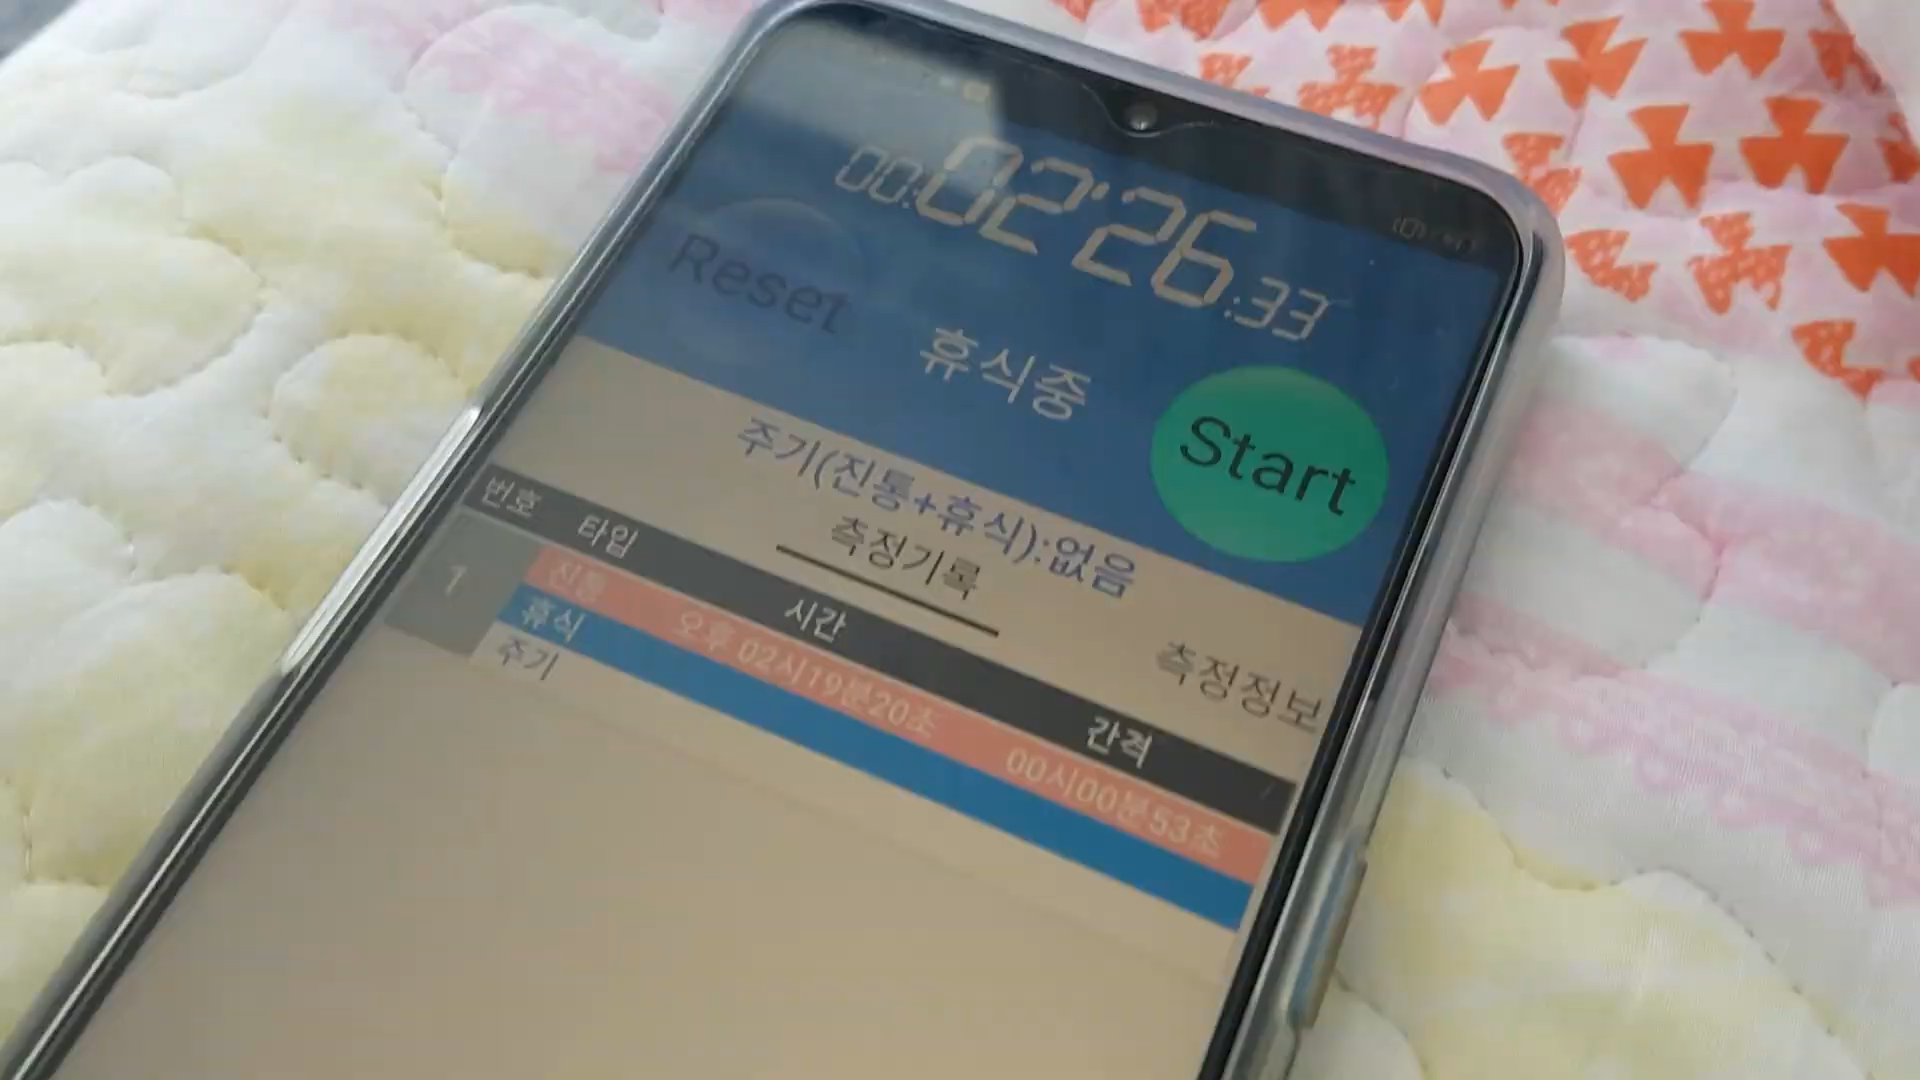 00:02:26:33
Reset
휴식중
Start
주기(진통+휴식):없음
측정기록
측정정보
번호 타입 시간 간격
1 진통 오후 02시19분20초 00시00분53초
휴식
주기